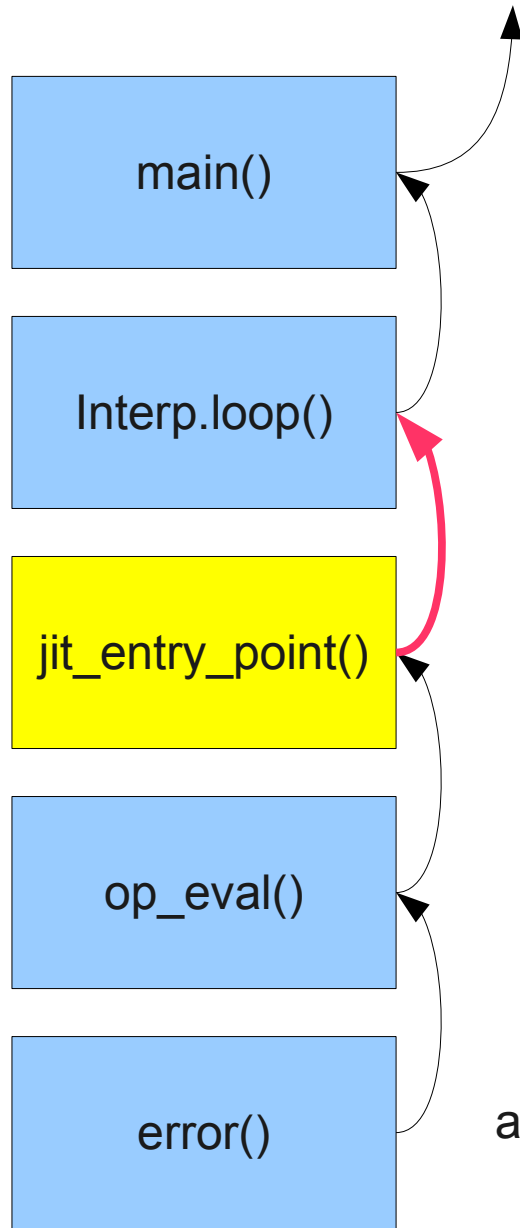 main()
Interp.loop()
jit_entry_point()
op_eval()
error()
a